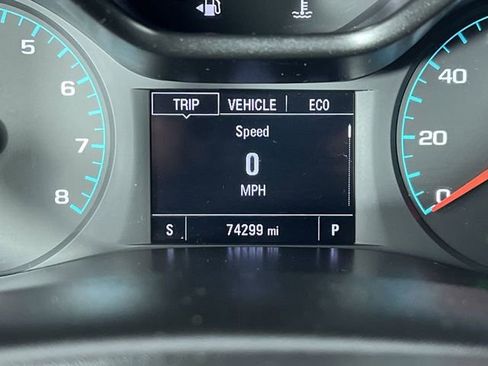 5
6
7
8
TRIP VEHICLE ECO
Speed
0
MPH
S 74299 mi P
40
20
0